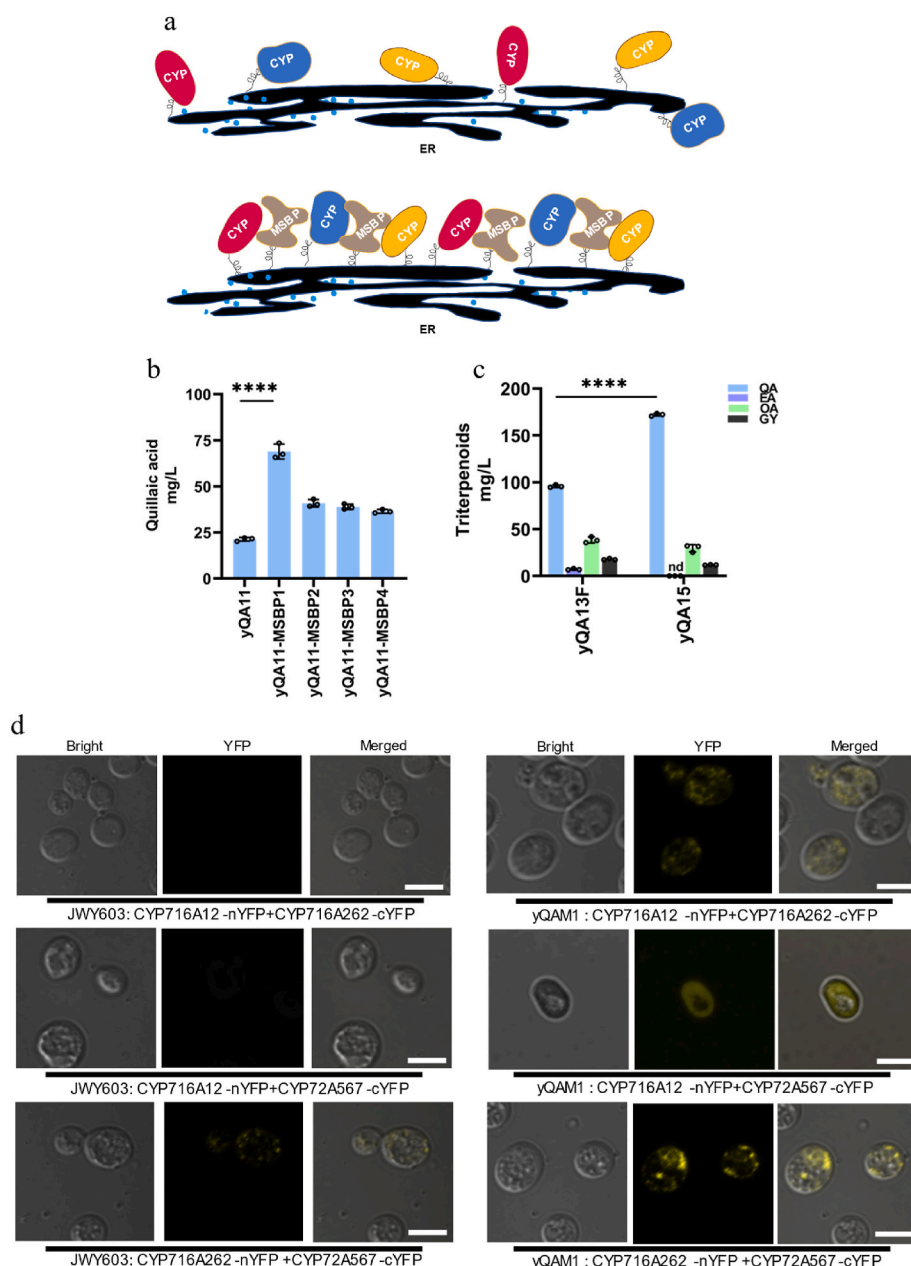 a
CYP CYP CYP CYP CYP CYP
ER
CYP MSBP CYP MSBP CYP CYP MSBP CYP MSBP CYP
ER
b
****
100
75
50
25
0
Quillaic acid
mg/L
yQA11
yQA11-MSBP1
yQA11-MSBP2
yQA11-MSBP3
yQA11-MSBP4
c
****
200
150
100
50
0
Triterpenoids
mg/L
nd
QA
EA
OA
GY
yQA13F
yQA15
d
Bright YFP Merged
Bright YFP Merged
JWY603: CYP716A12 -nYFP+CYP716A262 -cYFP
yQAM1 : CYP716A12 -nYFP+CYP716A262 -cYFP
JWY603: CYP716A12 -nYFP+CYP72A567 -cYFP
yQAM1 : CYP716A12 -nYFP+CYP72A567 -cYFP
JWY603: CYP716A262 -nYFP +CYP72A567 -cYFP
yQAM1 : CYP716A262 -nYFP +CYP72A567 -cYFP